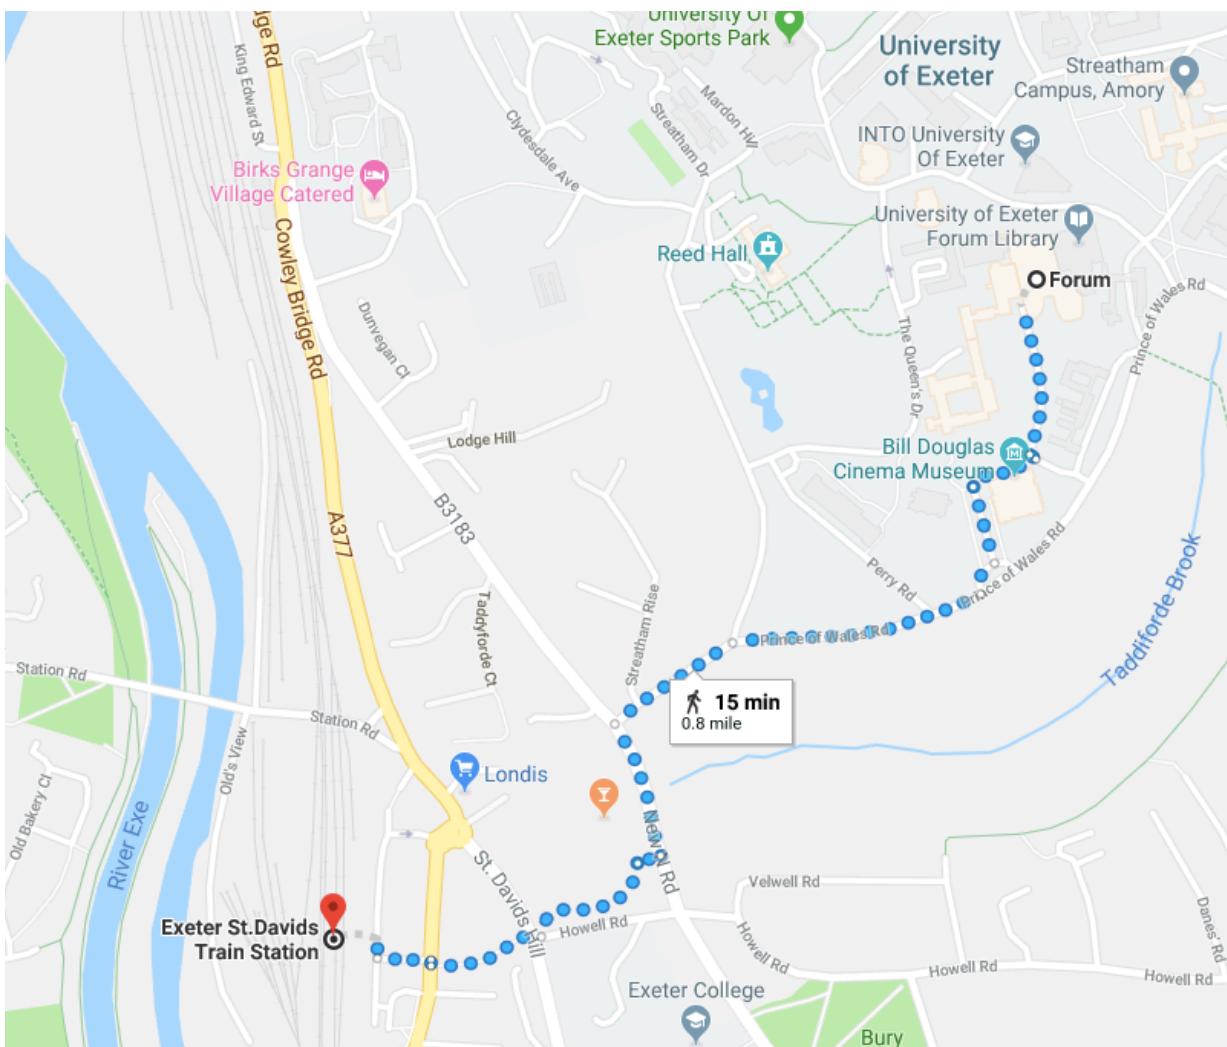 University Of
Exeter Sports Park
dge Rd
University
of Exeter
King Edward St
Streatham
Campus, Amory
Mardon Hill
Streatham Dr
Clydesdale Ave
INTO University
Of Exeter
Birks Grange
Village Catered
University of Exeter
Forum Library
Cowley Bridge Rd
Reed Hall
Forum
Prince of Wales Rd
Dunvegan Ct
The Queen's Dr
Lodge Hill
Bill Douglas
Cinema Museum
B3183
A377
Perry Rd
Prince of Wales Rd
Taddiforde Brook
Taddyforde Ct
Streatham Rise
Prince of Wales Rd
Station Rd
15 min
0.8 mile
Station Rd
Old's View
Londis
Old Bakery Ct
River Exe
New N Rd
St. Davids Hill
Velwell Rd
Danes' Rd
Exeter St.Davids
Train Station
Howell Rd
Howell Rd
Howell Rd
Howell Rd
Exeter College
Bury